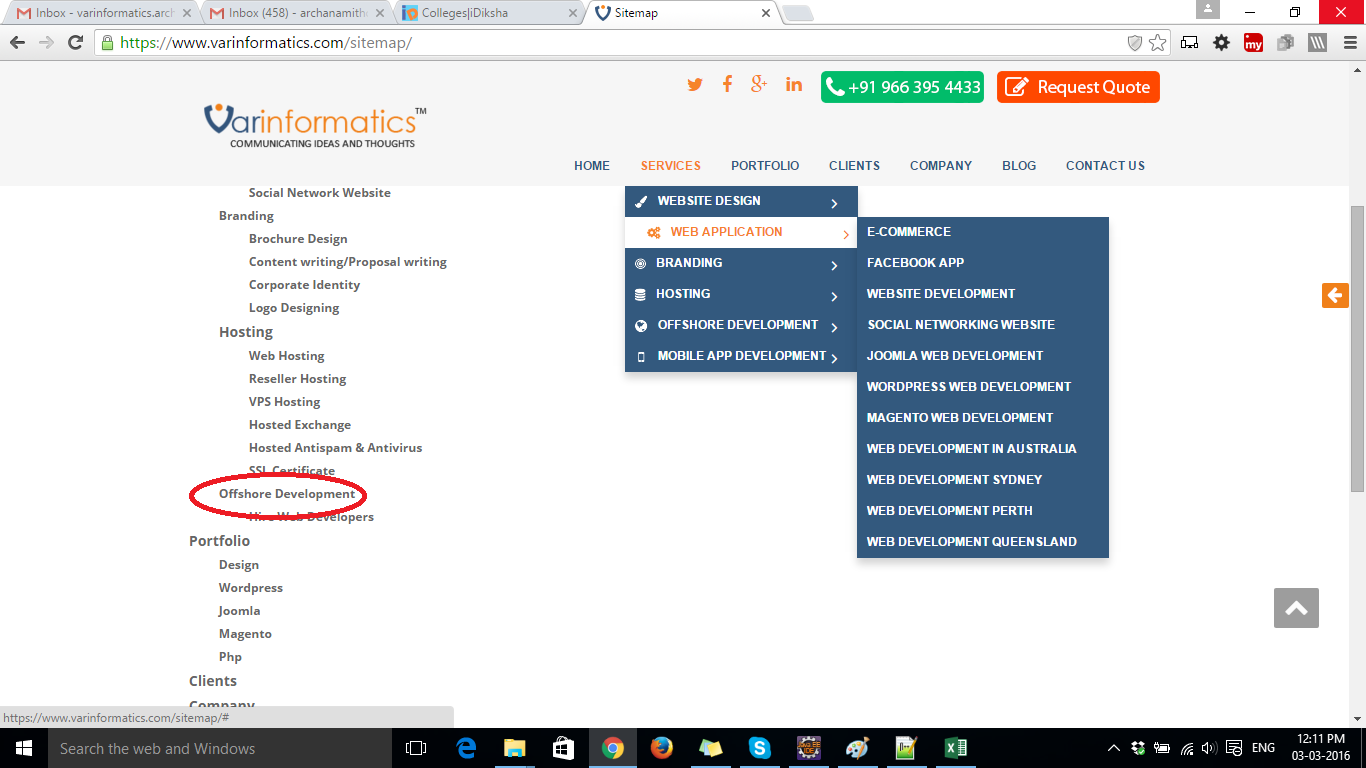 Inbox - varinformatics.arch
Inbox (458) - archanamith
Colleges|iDiksha
Sitemap
https://www.varinformatics.com/sitemap/
my
+91 966 395 4433
Request Quote
Varinformatics™
COMMUNICATING IDEAS AND THOUGHTS
HOME SERVICES PORTFOLIO CLIENTS COMPANY BLOG CONTACT US
Social Network Website
Branding
Brochure Design
Content writing/Proposal writing
Corporate Identity
Logo Designing
Hosting
Web Hosting
Reseller Hosting
VPS Hosting
Hosted Exchange
Hosted Antispam & Antivirus
SSL Certificate
Offshore Development
Hire Web Developers
Portfolio
Design
Wordpress
Joomla
Magento
Php
Clients
Company
WEBSITE DESIGN
WEB APPLICATION
BRANDING
HOSTING
OFFSHORE DEVELOPMENT
MOBILE APP DEVELOPMENT
E-COMMERCE
FACEBOOK APP
WEBSITE DEVELOPMENT
SOCIAL NETWORKING WEBSITE
JOOMLA WEB DEVELOPMENT
WORDPRESS WEB DEVELOPMENT
MAGENTO WEB DEVELOPMENT
WEB DEVELOPMENT IN AUSTRALIA
WEB DEVELOPMENT SYDNEY
WEB DEVELOPMENT PERTH
WEB DEVELOPMENT QUEENSLAND
https://www.varinformatics.com/sitemap/#
Search the web and Windows
ENG
12:11 PM
03-03-2016